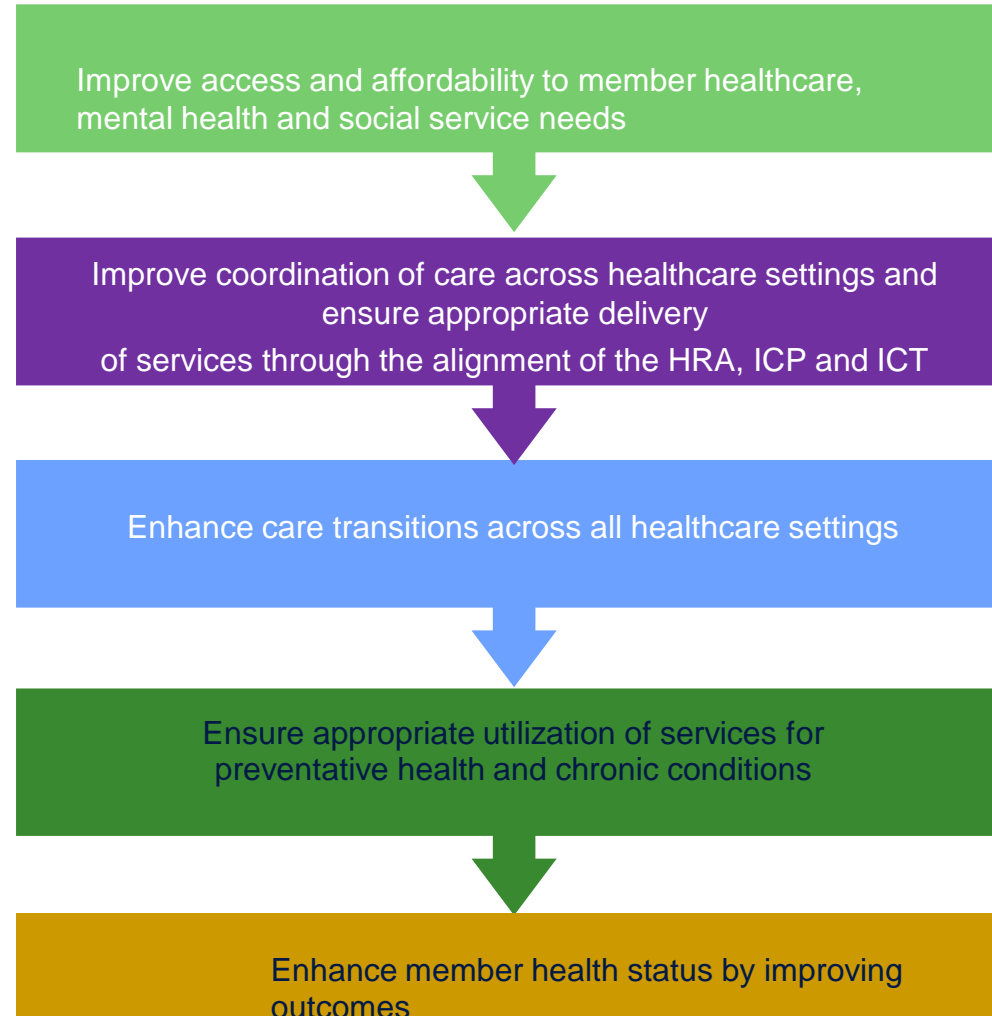 Improve access and affordability to member healthcare,
mental health and social service needs
Improve coordination of care across healthcare settings and
ensure appropriate delivery
of services through the alignment of the HRA, ICP and ICT
Enhance care transitions across all healthcare settings
Ensure appropriate utilization of services for
preventative health and chronic conditions
Enhance member health status by improving
outcomes